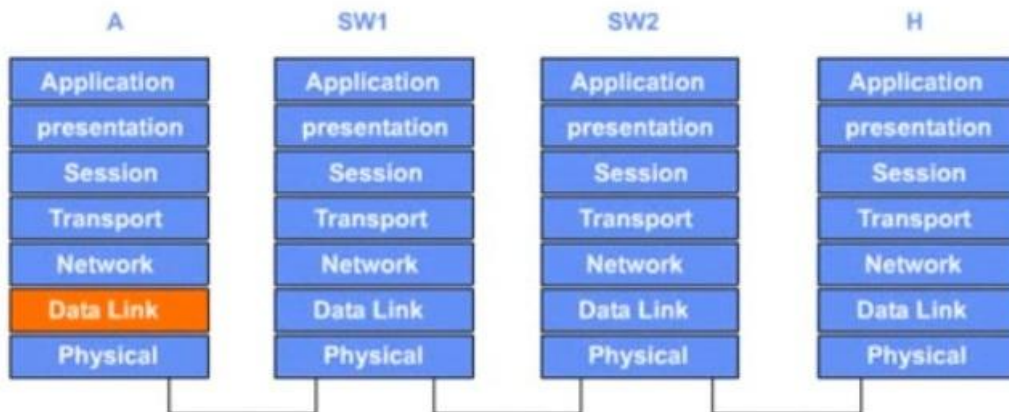 A SW1 SW2 H
Application Application Application Application
presentation presentation presentation presentation
Session Session Session Session
Transport Transport Transport Transport
Network Network Network Network
Data Link Data Link Data Link Data Link
Physical Physical Physical Physical